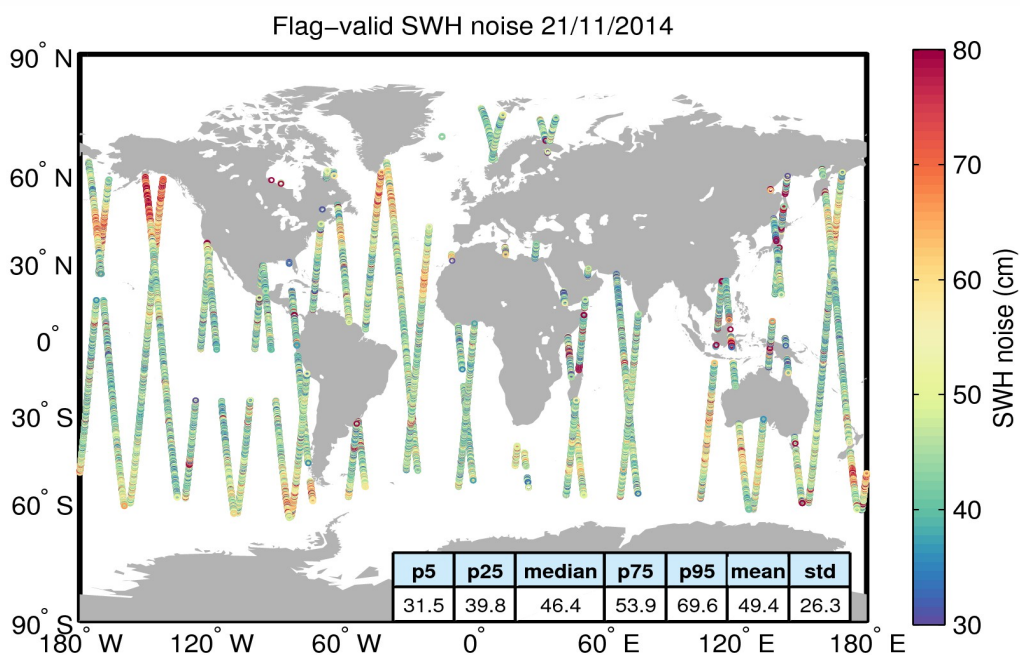 Flag−valid SWH noise 21/11/2014
90° N
60° N
30° N
0°
30° S
60° S
90° S
180° W
120° W
60° W
0°
60° E
120° E
180° E
p5 p25 median p75 p95 mean std
31.5 39.8 46.4 53.9 69.6 49.4 26.3
80
70
60
50
40
30
SWH noise (cm)